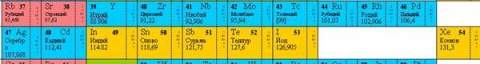 Rb 37 Sr 38 39 Y 40 Zr 41 Nb 42 Mo 43 Tc 44 Ru 45 Rh 46 Pd
Рубидий Стронций Иттрий Цирконий Ниобий Молибден Технеций Рутений Родий Палладий
85,468 87,62 88,906 91,22 92,906 95,94 [99] 101,07 102,906 106,4
47 Ag 48 Cd In 49 Sn 50 Sb 51 Te 52 I 53 Xe 54
Серебр Кадмий Индий Олово Сурьма Теллур Иод Ксенон
о 112,41 114,82 118,69 121,75 127,6 126,905 131,3
107,868